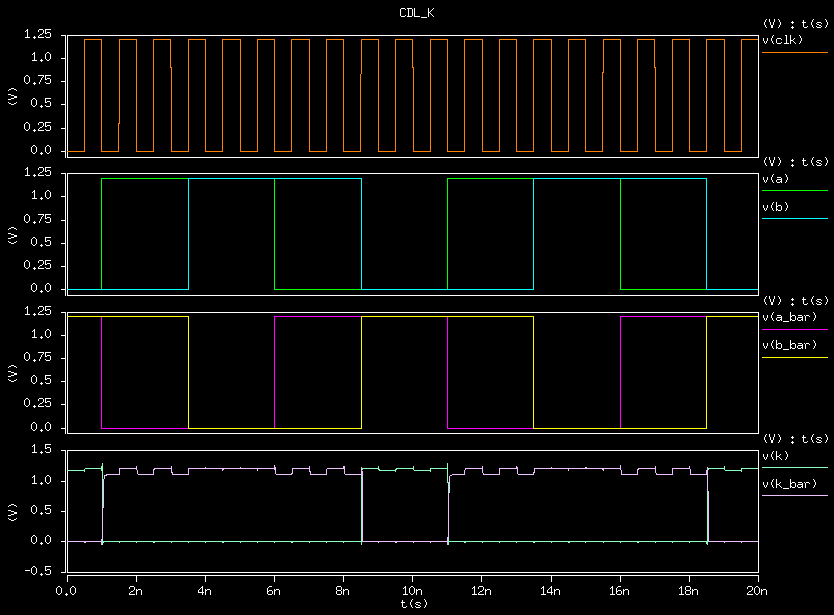 CDL_K
(V) : t(s)
v(clk)
1.25
1.0
0.75
0.5
0.25
0.0
(V)
(V) : t(s)
v(a)
v(b)
1.25
1.0
0.75
0.5
0.25
0.0
(V)
(V) : t(s)
v(a_bar)
v(b_bar)
1.25
1.0
0.75
0.5
0.25
0.0
(V)
(V) : t(s)
v(k)
v(k_bar)
1.5
1.0
0.5
0.0
-0.5
(V)
0.0 2n 4n 6n 8n 10n 12n 14n 16n 18n 20n
t(s)